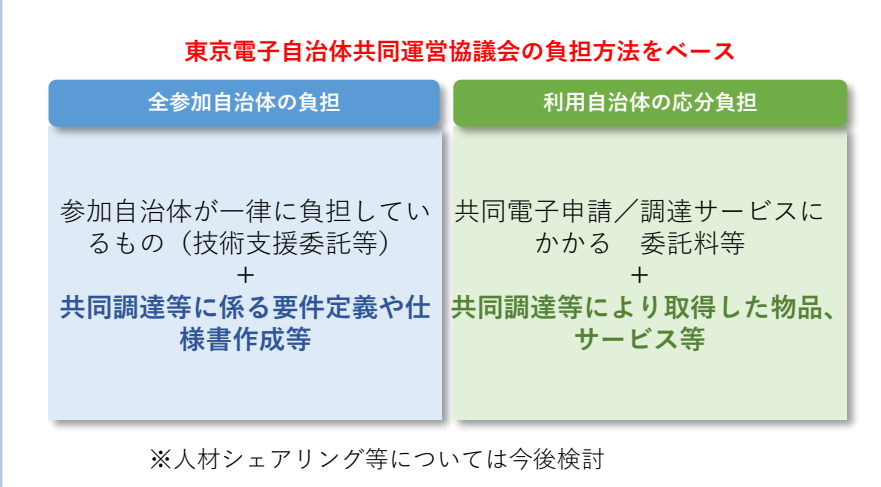 東京電子自治体共同運営協議会の負担方法をベース
全参加自治体の負担
参加自治体が一律に負担してい
るもの（技術支援委託等）
+
共同調達等に係る要件定義や仕
様書作成等
利用自治体の応分負担
共同電子申請／調達サービスに
かかる　委託料等
+
共同調達等により取得した物品、
サービス等
※人材シェアリング等については今後検討